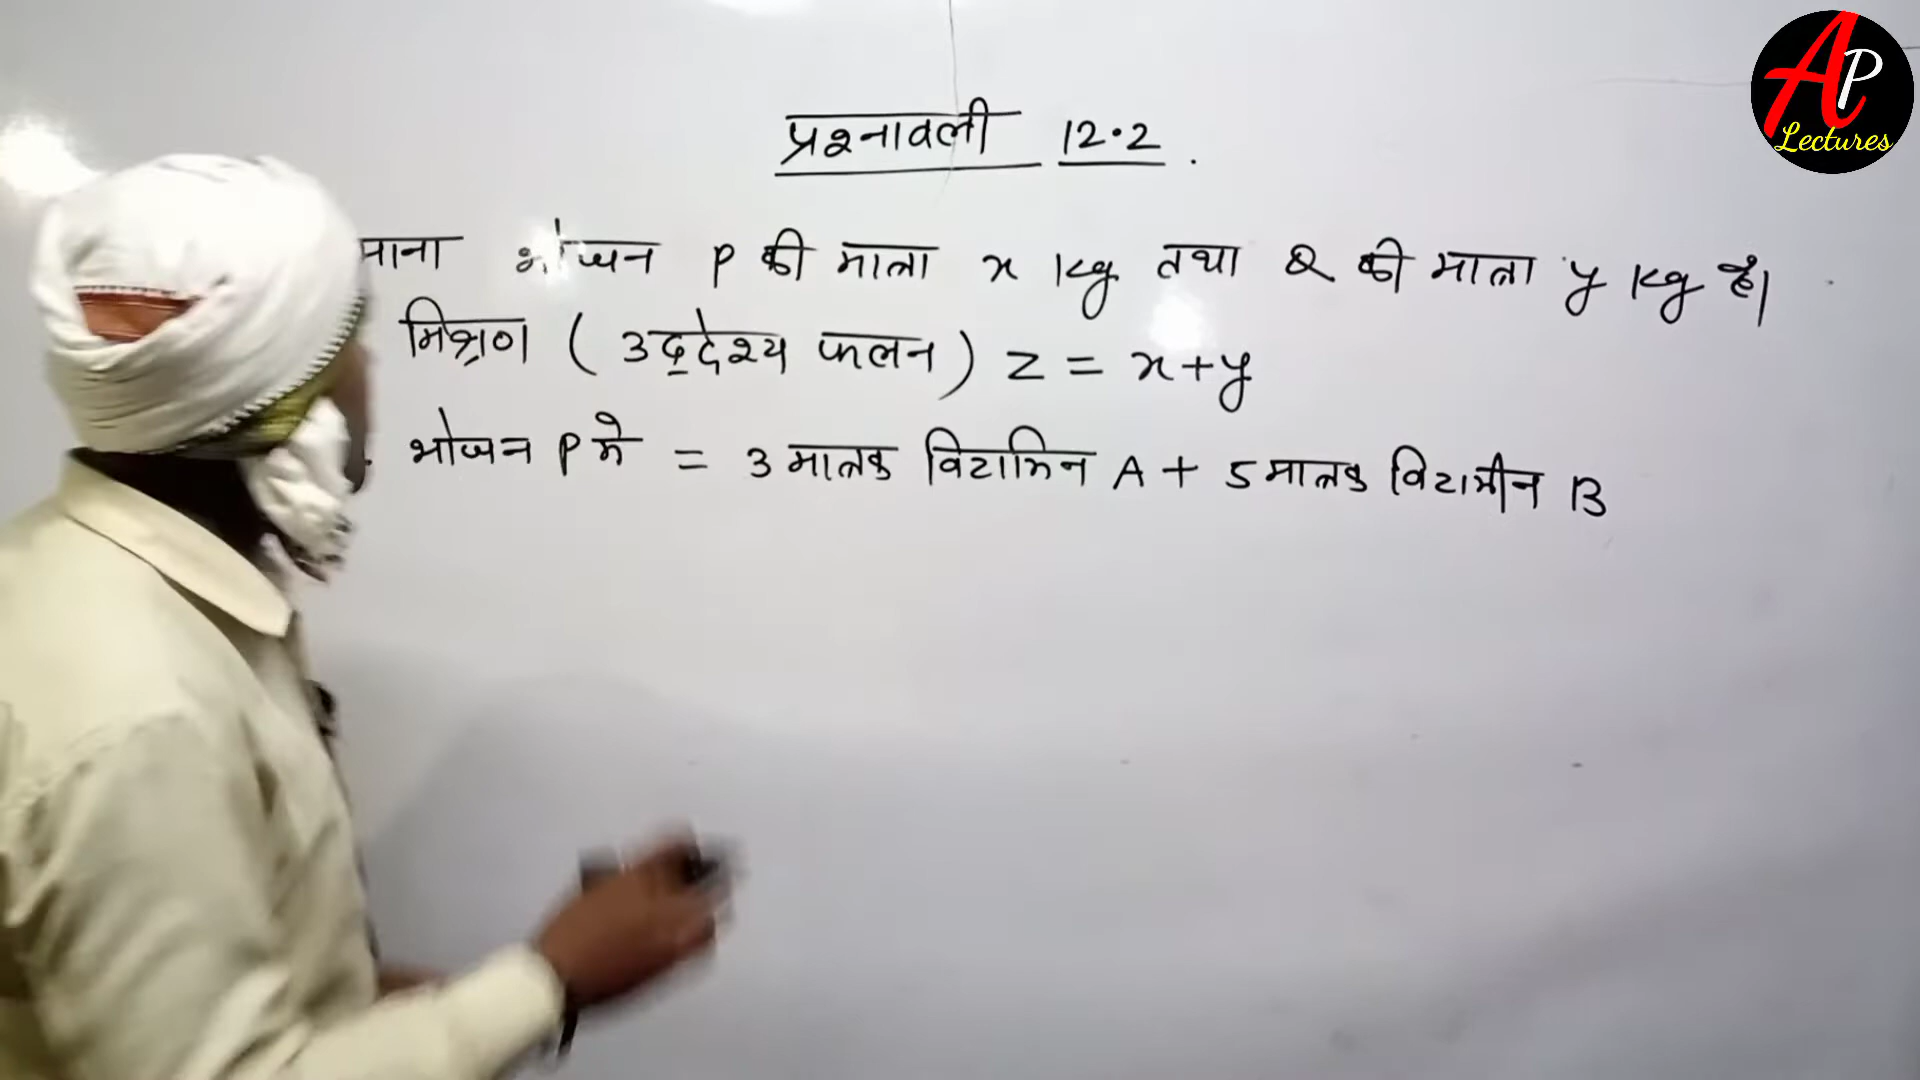 AP
Lectures
प्रश्नावली 12.2.
माना भोजन P की मात्रा x kg तथा Q की मात्रा y kg है।
मिश्रण (उद्देश्य फलन) Z = x+y
भोजन P मे = 3 मात्रक विटामिन A + 5 मात्रक विटामीन B